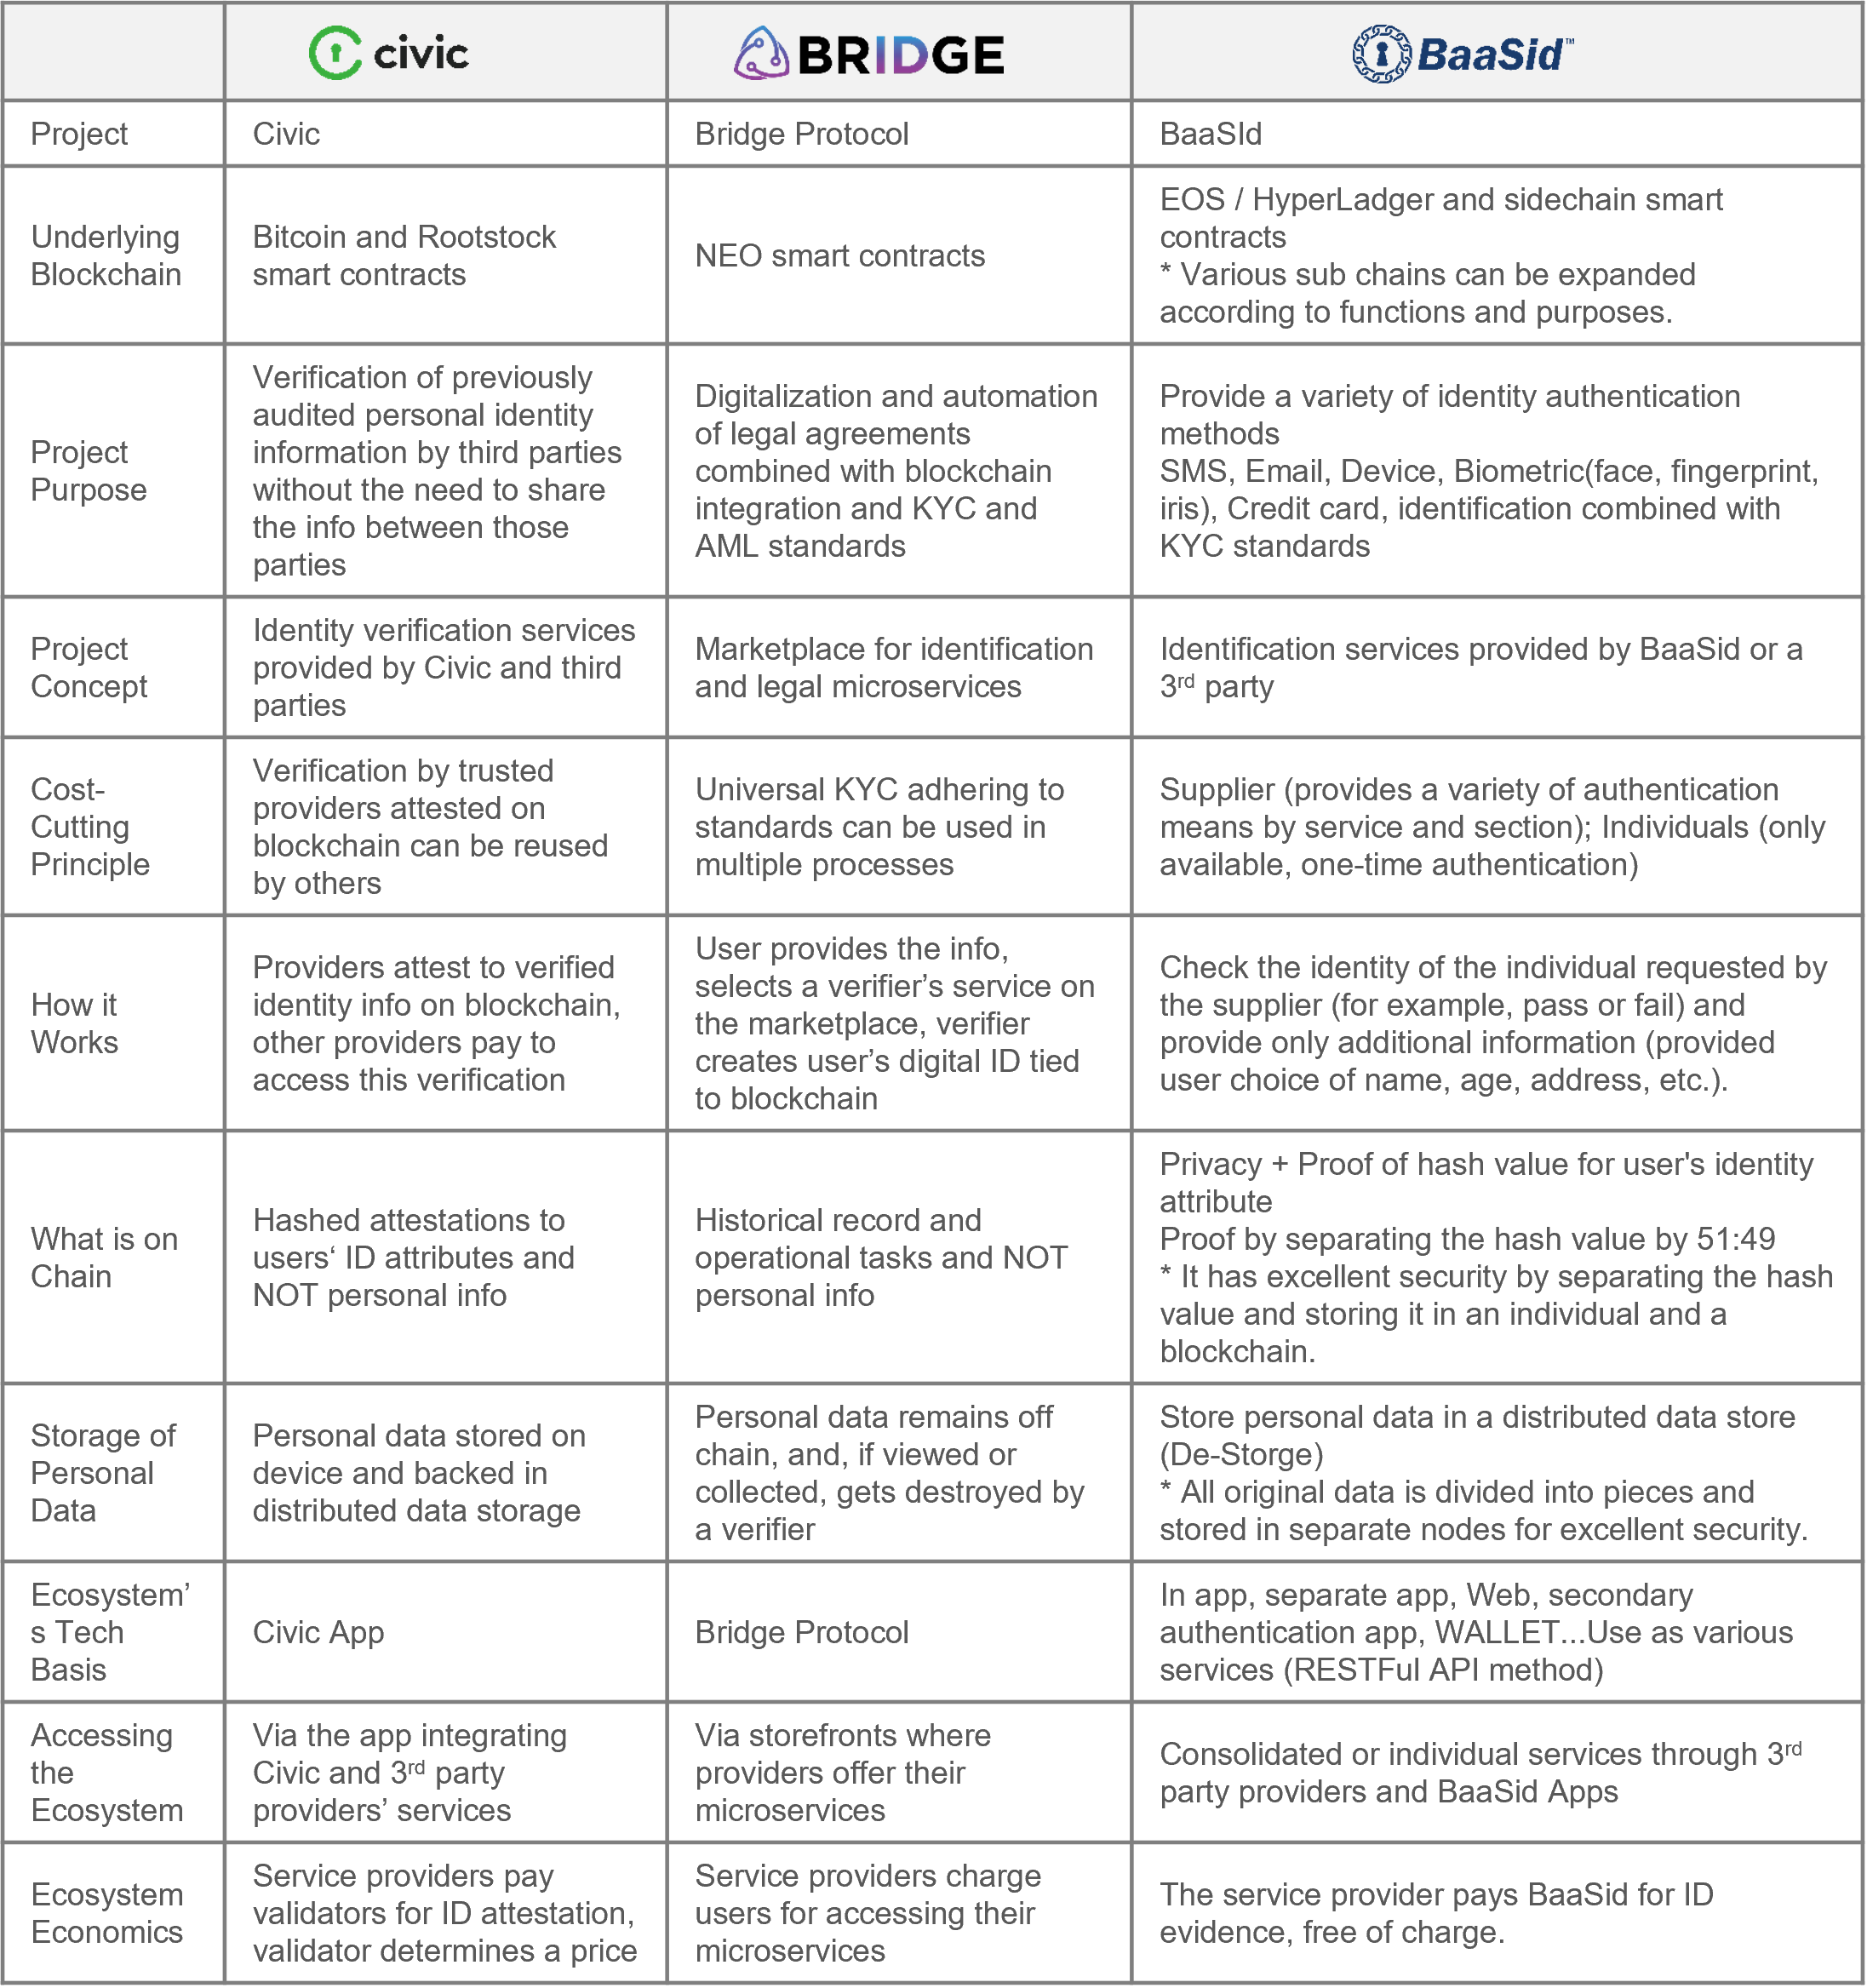 civic
BRIDGE
BaaSid™
Project
Civic
Bridge Protocol
BaaSId
Underlying
Blockchain
Bitcoin and Rootstock
smart contracts
NEO smart contracts
EOS / HyperLadger and sidechain smart
contracts
* Various sub chains can be expanded
according to functions and purposes.
Project
Purpose
Verification of previously
audited personal identity
information by third parties
without the need to share
the info between those
parties
Digitalization and automation
of legal agreements
combined with blockchain
integration and KYC and
AML standards
Provide a variety of identity authentication
methods
SMS, Email, Device, Biometric(face, fingerprint,
iris), Credit card, identification combined with
KYC standards
Project
Concept
Identity verification services
provided by Civic and third
parties
Marketplace for identification
and legal microservices
Identification services provided by BaaSid or a
3rd party
Cost-
Cutting
Principle
Verification by trusted
providers attested on
blockchain can be reused
by others
Universal KYC adhering to
standards can be used in
multiple processes
Supplier (provides a variety of authentication
means by service and section); Individuals (only
available, one-time authentication)
How it
Works
Providers attest to verified
identity info on blockchain,
other providers pay to
access this verification
User provides the info,
selects a verifier’s service on
the marketplace, verifier
creates user’s digital ID tied
to blockchain
Check the identity of the individual requested by
the supplier (for example, pass or fail) and
provide only additional information (provided
user choice of name, age, address, etc.).
What is on
Chain
Hashed attestations to
users‘ ID attributes and
NOT personal info
Historical record and
operational tasks and NOT
personal info
Privacy + Proof of hash value for user's identity
attribute
Proof by separating the hash value by 51:49
* It has excellent security by separating the hash
value and storing it in an individual and a
blockchain.
Storage of
Personal
Data
Personal data stored on
device and backed in
distributed data storage
Personal data remains off
chain, and, if viewed or
collected, gets destroyed by
a verifier
Store personal data in a distributed data store
(De-Storge)
* All original data is divided into pieces and
stored in separate nodes for excellent security.
Ecosystem’
s Tech
Basis
Civic App
Bridge Protocol
In app, separate app, Web, secondary
authentication app, WALLET...Use as various
services (RESTFul API method)
Accessing
the
Ecosystem
Via the app integrating
Civic and 3rd party
providers’ services
Via storefronts where
providers offer their
microservices
Consolidated or individual services through 3rd
party providers and BaaSid Apps
Ecosystem
Economics
Service providers pay
validators for ID attestation,
validator determines a price
Service providers charge
users for accessing their
microservices
The service provider pays BaaSid for ID
evidence, free of charge.